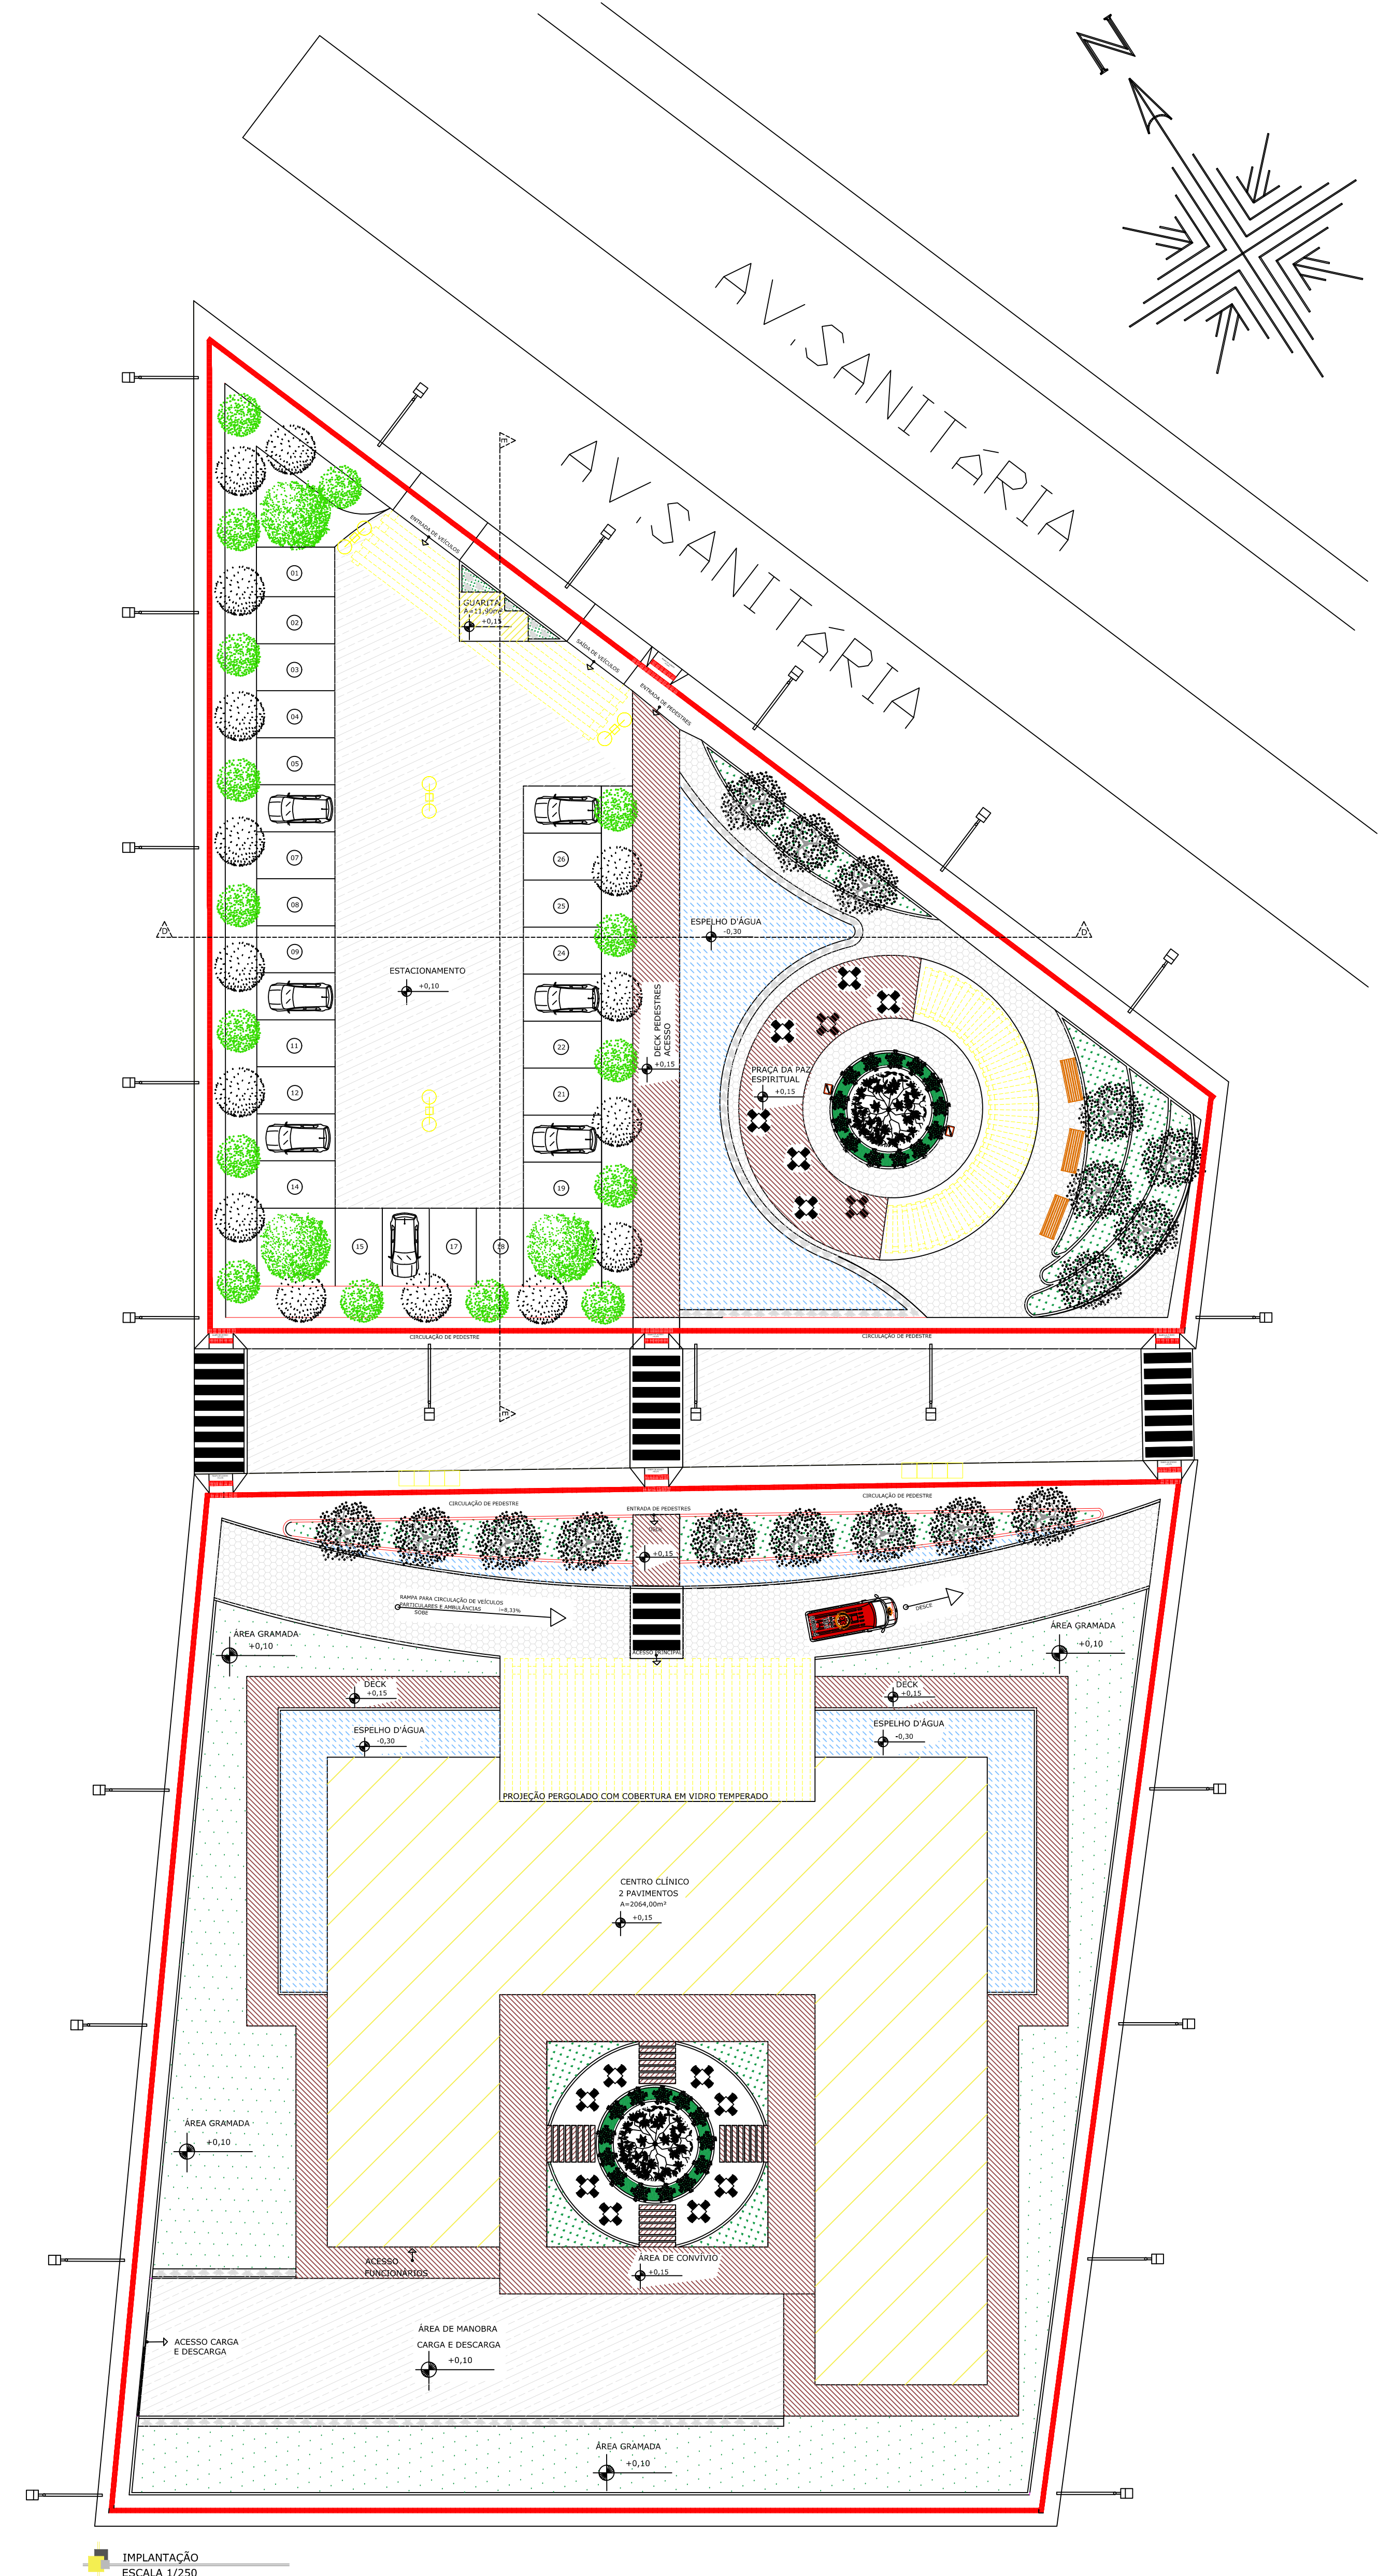 N
AV.SANITÁRIA
AV.SANITÁRIA
E
ENTRADA DE VEÍCULOS
01
GUARITA
A=11,90m²
+0,15
02
SAÍDA DE VEÍCULOS
03
ENTRADA DE PEDESTRES
04
05
07
26
08
25
ESPELHO D'ÁGUA
-0,30
D
D
09
24
ESTACIONAMENTO
+0,10
DECK PEDESTRES
ACESSO
+0,15
11
22
PRAÇA DA PAZ
ESPIRITUAL
+0,15
12
21
14
19
15
17
18
CIRCULAÇÃO DE PEDESTRE
CIRCULAÇÃO DE PEDESTRE
E
CIRCULAÇÃO DE PEDESTRE
ENTRADA DE PEDESTRES
CIRCULAÇÃO DE PEDESTRE
DESCE
+0,15
RAMPA PARA CIRCULAÇÃO DE VEÍCULOS
PARTICULARES E AMBULÂNCIAS i=8,33%
SOBE
DESCE
ÁREA GRAMADA
+0,10
ACESSO PRINCIPAL
ÁREA GRAMADA
+0,10
DECK
+0,15
DECK
+0,15
ESPELHO D'ÁGUA
-0,30
ESPELHO D'ÁGUA
-0,30
PROJEÇÃO PERGOLADO COM COBERTURA EM VIDRO TEMPERADO
CENTRO CLÍNICO
2 PAVIMENTOS
A=2064,00m²
+0,15
ÁREA GRAMADA
+0,10
ACESSO
FUNCIONÁRIOS
ÁREA DE CONVÍVIO
+0,15
ACESSO CARGA
E DESCARGA
ÁREA DE MANOBRA
CARGA E DESCARGA
+0,10
ÁREA GRAMADA
+0,10
IMPLANTAÇÃO
ESCALA 1/250